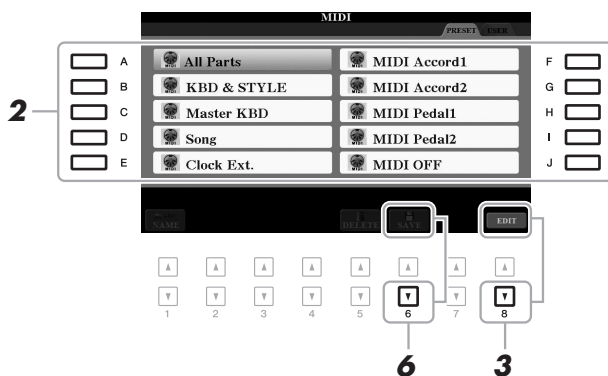 MIDI
PRESET USER
A All Parts MIDI Accord1 F
B KBD & STYLE MIDI Accord2 G
2
C Master KBD MIDI Pedal1 H
D Song MIDI Pedal2 I
E Clock Ext. MIDI OFF J
NAME DELETE SAVE EDIT
1 2 3 4 5 6 7 8
6 3